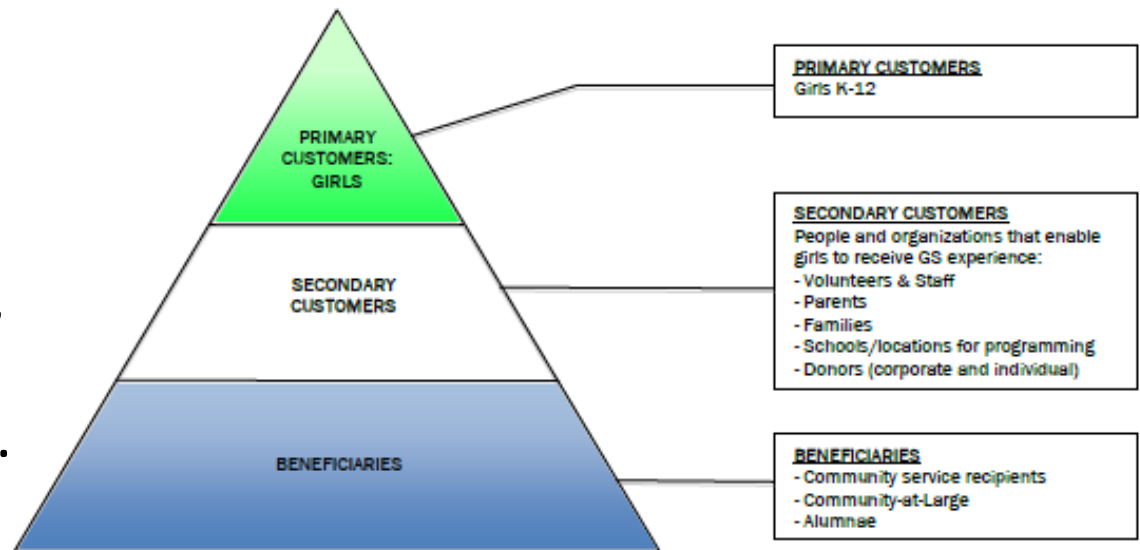 PRIMARY
CUSTOMERS:
GIRLS
SECONDARY
CUSTOMERS
BENEFICIARIES
PRIMARY CUSTOMERS
Girls K-12
SECONDARY CUSTOMERS
People and organizations that enable
girls to receive GS experience:
- Volunteers & Staff
- Parents
- Families
- Schools/locations for programming
- Donors (corporate and individual)
BENEFICIARIES
- Community service recipients
- Community-at-Large
- Alumnae